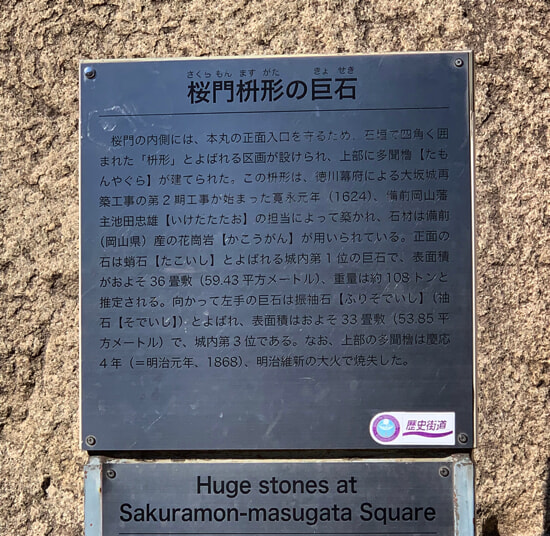 さくら もん ます がた きょ せき
桜門枡形の巨石
桜門の内側には、本丸の正面入口を守るため、石垣で四角く囲
まれた「枡形」とよばれる区画が設けられ、上部に多聞櫓【たも
んやぐら】が建てられた。この枡形は、徳川幕府による大坂城再
築工事の第2期工事が始まった寛永元年（1624）、備前岡山藩
主池田忠雄【いけだただお】の担当によって築かれ、石材は備前
（岡山県）産の花崗岩【かこうがん】が用いられている。正面の
石は蛸石【たこいし】とよばれる城内第1位の巨石で、表面積
がおよそ36畳敷（59.43平方メートル）、重量は約108トンと
推定される。向かって左手の巨石は振袖石【ふりそでいし】（袖
石【そでいし】）とよばれ、表面積はおよそ33畳敷（53.85平
方メートル）で、城内第3位である。なお、上部の多聞櫓は慶応
4年（＝明治元年、1868）、明治維新の大火で焼失した。
歴史街道
Huge stones at
Sakuramon-masugata Square